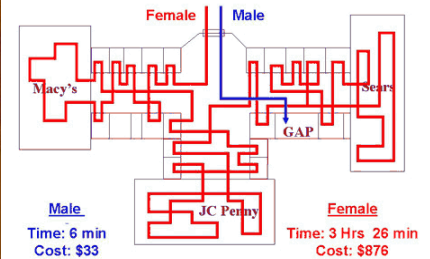 Female Male
Macy's
Sears
GAP
JC Penny
Male
Time: 6 min
Cost: $33
Female
Time: 3 Hrs 26 min
Cost: $876